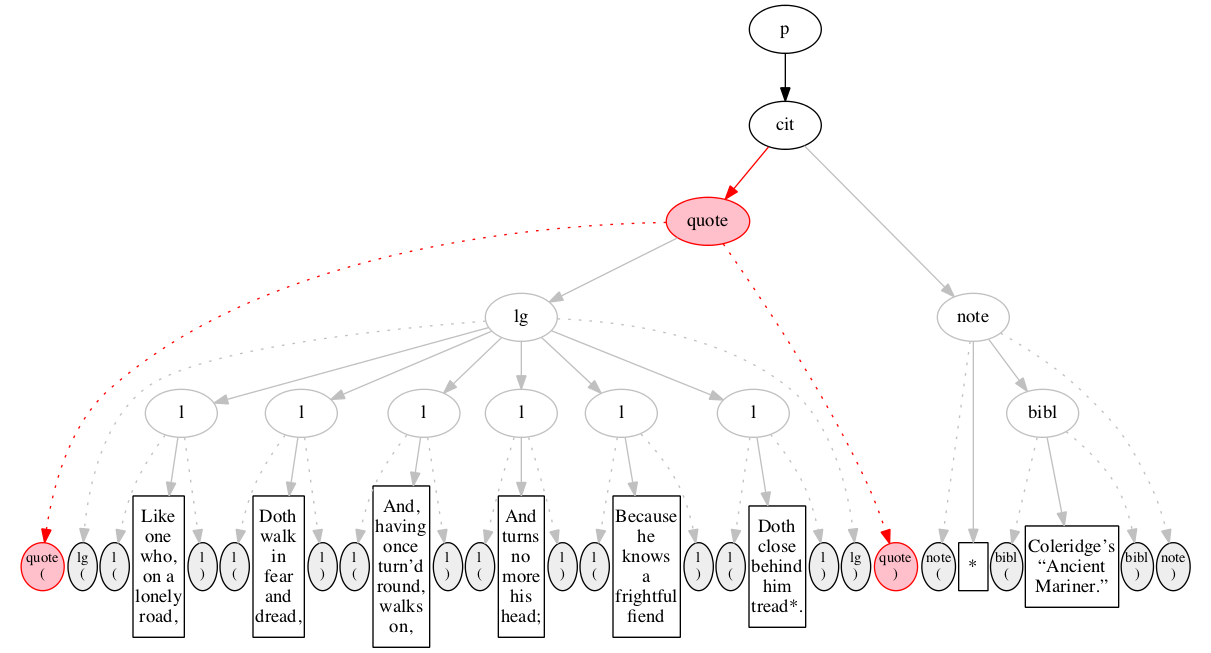 p
cit
quote
lg
note
l
l
l
l
l
l
bibl
quote
(
lg
(
l
(
Like
one
who,
on a
lonely
road,
l
)
l
(
Doth
walk
in
fear
and
dread,
l
)
l
(
And,
having
once
turn’d
round,
walks
on,
l
)
l
(
And
turns
no
more
his
head;
l
)
l
(
Because
he
knows
a
frightful
fiend
l
)
l
(
Doth
close
behind
him
tread*.
l
)
lg
)
quote
)
note
(
*
bibl
(
Coleridge’s
“Ancient
Mariner.”
bibl
)
note
)